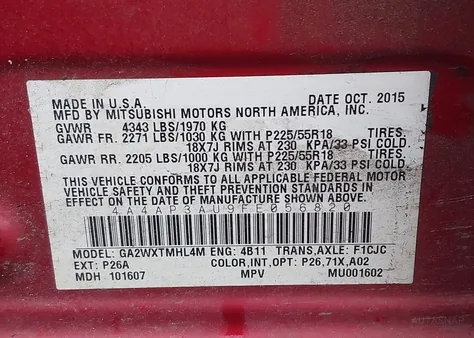 MADE IN U.S.A. DATE OCT. 2015
MFD BY MITSUBISHI MOTORS NORTH AMERICA, INC.
GVWR 4343 LBS/1970 KG
GAWR FR. 2271 LBS/1030 KG WITH P225/55R18 TIRES,
18X7J RIMS AT 230 KPA/33 PSI COLD.
GAWR RR. 2205 LBS/1000 KG WITH P225/55R18 TIRES,
18X7J RIMS AT 230 KPA/33 PSI COLD.
THIS VEHICLE CONFORMS TO ALL APPLICABLE FEDERAL MOTOR
VEHICLE SAFETY AND THEFT PREVENTION STANDARDS IN
EFFECT ON THE DATE OF MANUFACTURE SHOWN ABOVE.
4A4AP3AU9FE056820
MODEL: GA2WXTMHL4M ENG: 4B11 TRANS,AXLE: F1CJC
EXT: P26A COLOR,INT,OPT: P26,71X,A02
MDH 101607 MPV MU001602
AUTASNAP